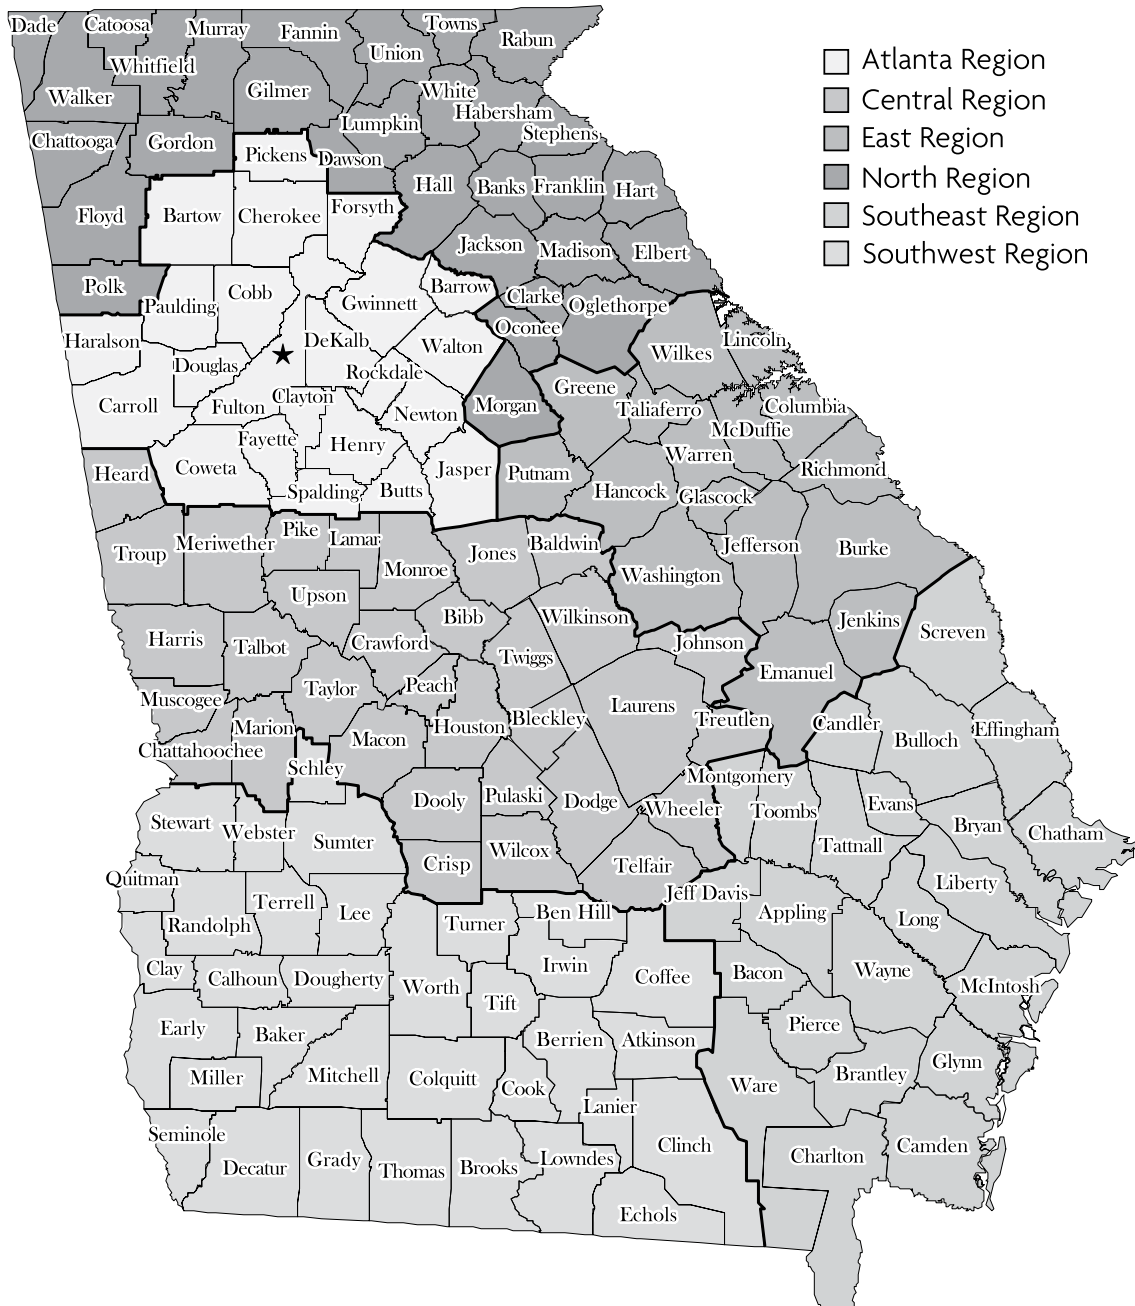 Dade
Catoosa
Murray
Fannin
Towns
Rabun
Union
Whitfield
Walker
Gilmer
White
Habersham
Lumpkin
Stephens
Chattooga
Gordon
Pickens
Dawson
Hall
Banks
Franklin
Hart
Floyd
Bartow
Cherokee
Forsyth
Jackson
Madison
Elbert
Polk
Paulding
Cobb
Gwinnett
Barrow
Clarke
Oglethorpe
Oconee
Haralson
DeKalb
Walton
Wilkes
Lincoln
Douglas
Rockdale
Greene
Carroll
Fulton
Clayton
Newton
Morgan
Taliaferro
Columbia
McDuffie
Fayette
Henry
Warren
Heard
Coweta
Jasper
Putnam
Richmond
Spalding
Butts
Hancock
Glascock
Troup
Meriwether
Pike
Lamar
Jones
Baldwin
Jefferson
Burke
Monroe
Washington
Upson
Harris
Talbot
Crawford
Bibb
Wilkinson
Johnson
Jenkins
Screven
Twiggs
Emanuel
Muscogee
Taylor
Peach
Marion
Houston
Bleckley
Laurens
Treutlen
Candler
Bulloch
Effingham
Chattahoochee
Macon
Schley
Montgomery
Stewart
Webster
Sumter
Dooly
Pulaski
Dodge
Wheeler
Toombs
Evans
Tattnall
Bryan
Chatham
Quitman
Crisp
Wilcox
Telfair
Jeff Davis
Liberty
Randolph
Terrell
Lee
Turner
Ben Hill
Appling
Long
Clay
Calhoun
Dougherty
Worth
Irwin
Coffee
Bacon
Wayne
McIntosh
Tift
Early
Baker
Berrien
Atkinson
Pierce
Miller
Mitchell
Colquitt
Cook
Lanier
Ware
Brantley
Glynn
Seminole
Decatur
Grady
Thomas
Brooks
Lowndes
Clinch
Charlton
Camden
Echols
Atlanta Region
Central Region
East Region
North Region
Southeast Region
Southwest Region